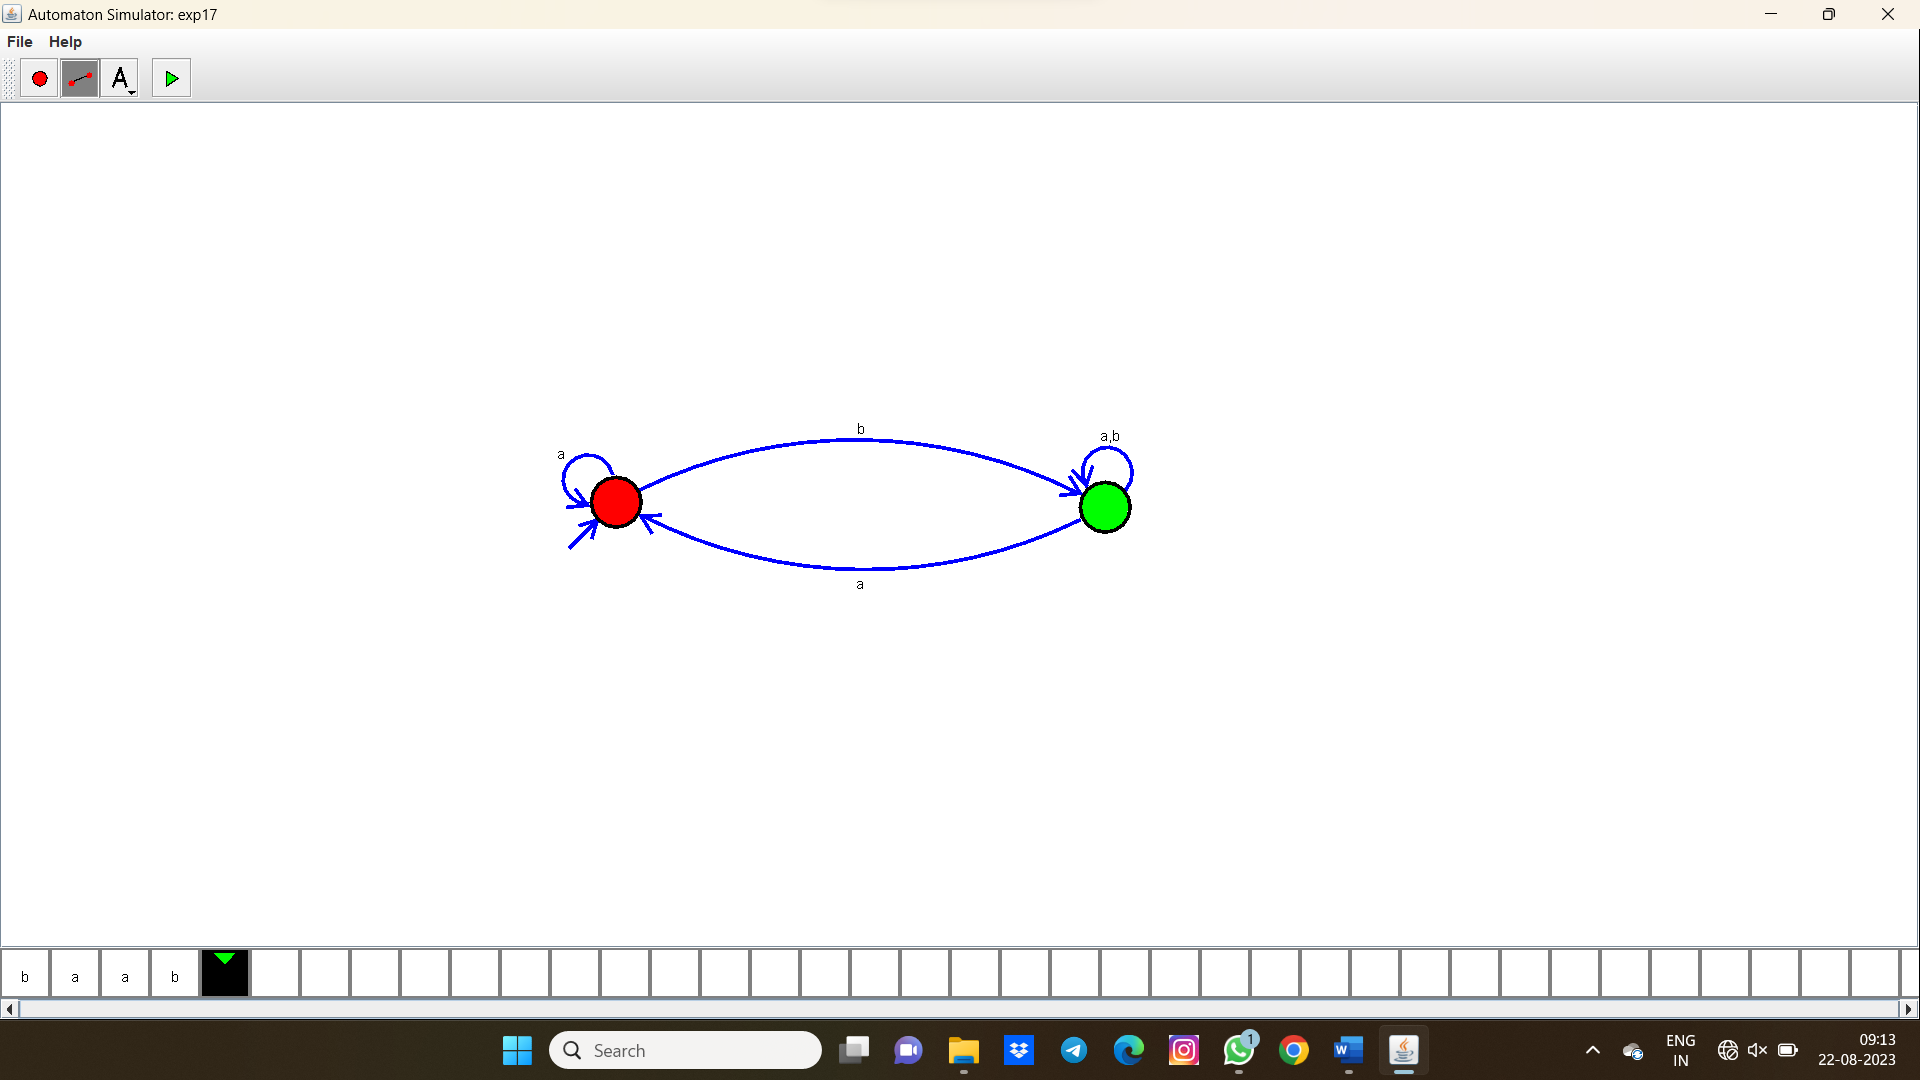 Automaton Simulator: exp17
File Help
A
b
a,b
a
a
b a a b
Search
1
W
ENG
IN
09:13
22-08-2023